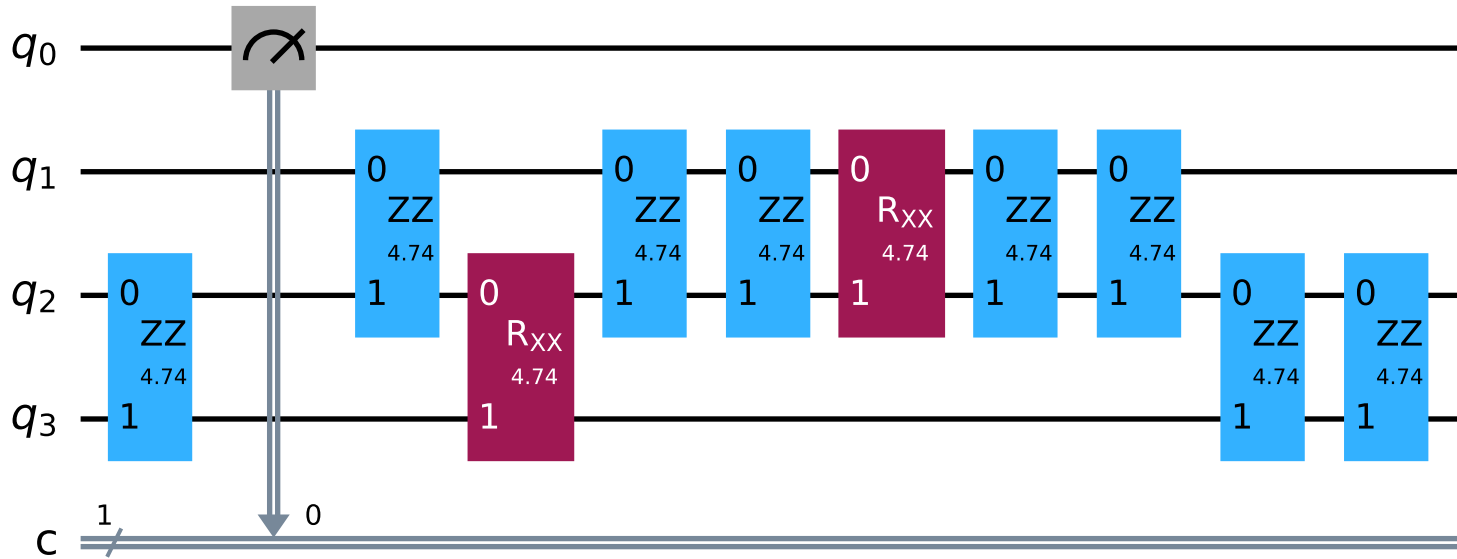 q0
q1 0 0 0 0 0 0
ZZ ZZ ZZ RXX ZZ ZZ
4.74 4.74 4.74 4.74 4.74 4.74
q2 0 1 0 1 1 1 1 1 0 0
ZZ RXX ZZ ZZ
4.74 4.74 4.74 4.74
q3 1 1 1 1
1 0
c